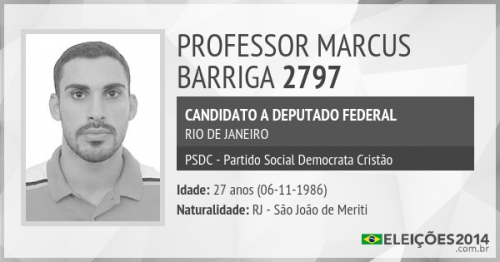 PROFESSOR MARCUS
BARRIGA 2797
CANDIDATO A DEPUTADO FEDERAL
RIO DE JANEIRO
PSDC - Partido Social Democrata Cristão
Idade: 27 anos (06-11-1986)
Naturalidade: RJ - São João de Meriti
ELEIÇÕES2014
.com.br